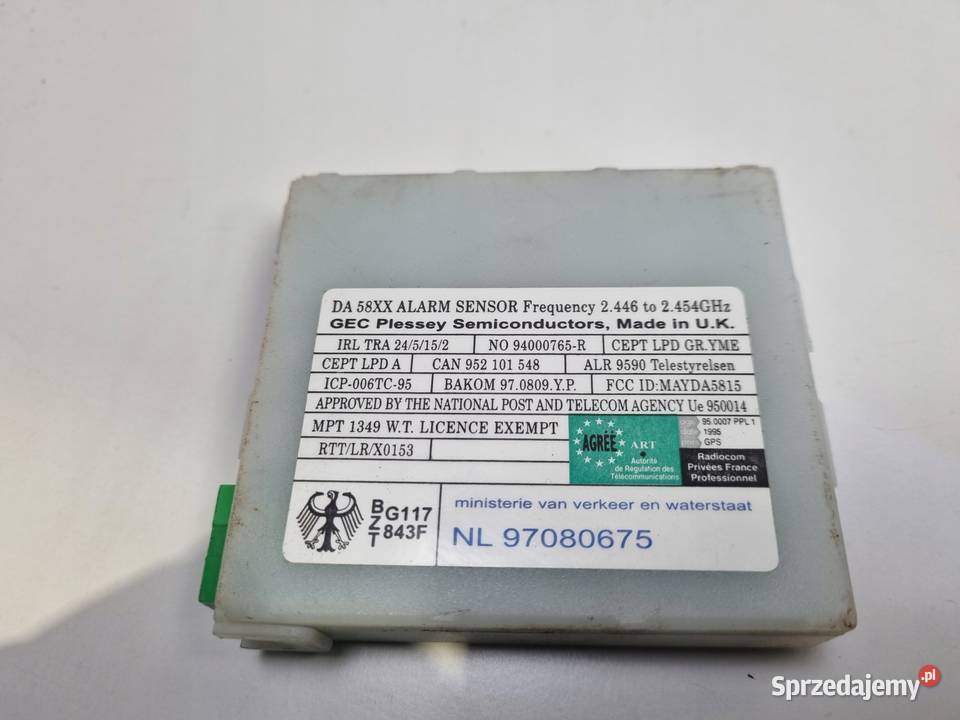 DA 58XX ALARM SENSOR Frequency 2.446 to 2.454GHz
GEC Plessey Semiconductors, Made in U.K.
IRL TRA 24/5/15/2 NO 94000765-R CEPT LPD GR.YME
CEPT LPD A CAN 952 101 548 ALR 9590 Telestyrelsen
ICP-006TC-95 BAKOM 97.0809.Y.P. FCC ID:MAYDA5815
APPROVED BY THE NATIONAL POST AND TELECOM AGENCY Ue 950014
MPT 1349 W.T. LICENCE EXEMPT
RTT/LR/X0153
AGRÉÉ ART
Autorité
de Régulation des
Télécommunications
95.0007 PPL 1
1995
GPS
Radiocom
Privées France
Professionnel
BZT
G117
843F
ministerie van verkeer en waterstaat
NL 97080675
Sprzedajemy.pl